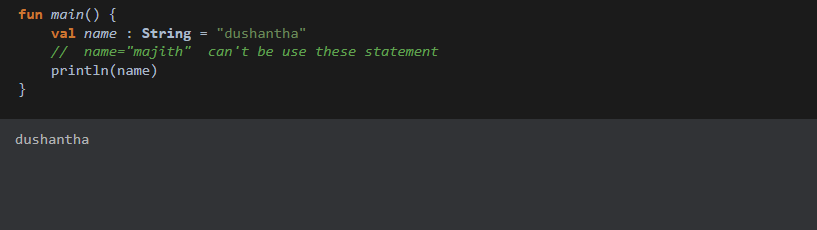 fun main() {
    val name : String = "dushantha"
    //  name="majith"  can't be use these statement
    println(name)
}
dushantha